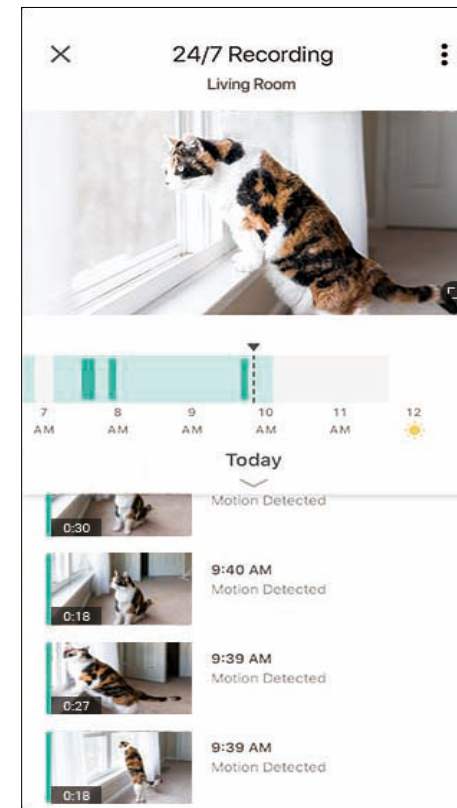 24/7 Recording
Living Room
7 8 9 10 11 12
AM AM AM AM AM
Today
Motion Detected
0:30
9:40 AM
Motion Detected
0:18
9:39 AM
Motion Detected
0:27
9:39 AM
Motion Detected
0:18